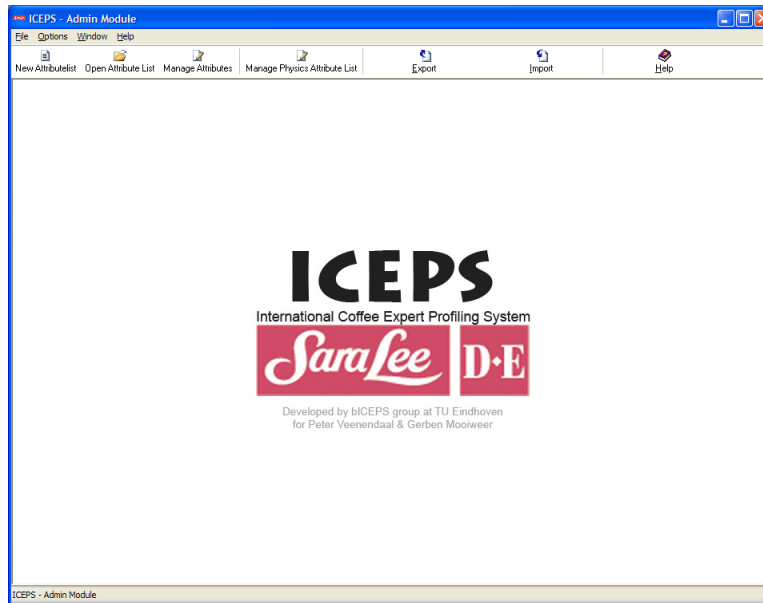 ICEPS - Admin Module
File Options Window Help
New Attributelist Open Attribute List Manage Attributes Manage Physics Attribute List Export Import Help
ICEPS
International Coffee Expert Profiling System
Sara Lee D·E
Developed by bICEPS group at TU Eindhoven
for Peter Veenendaal & Gerben Mooiweer
ICEPS - Admin Module